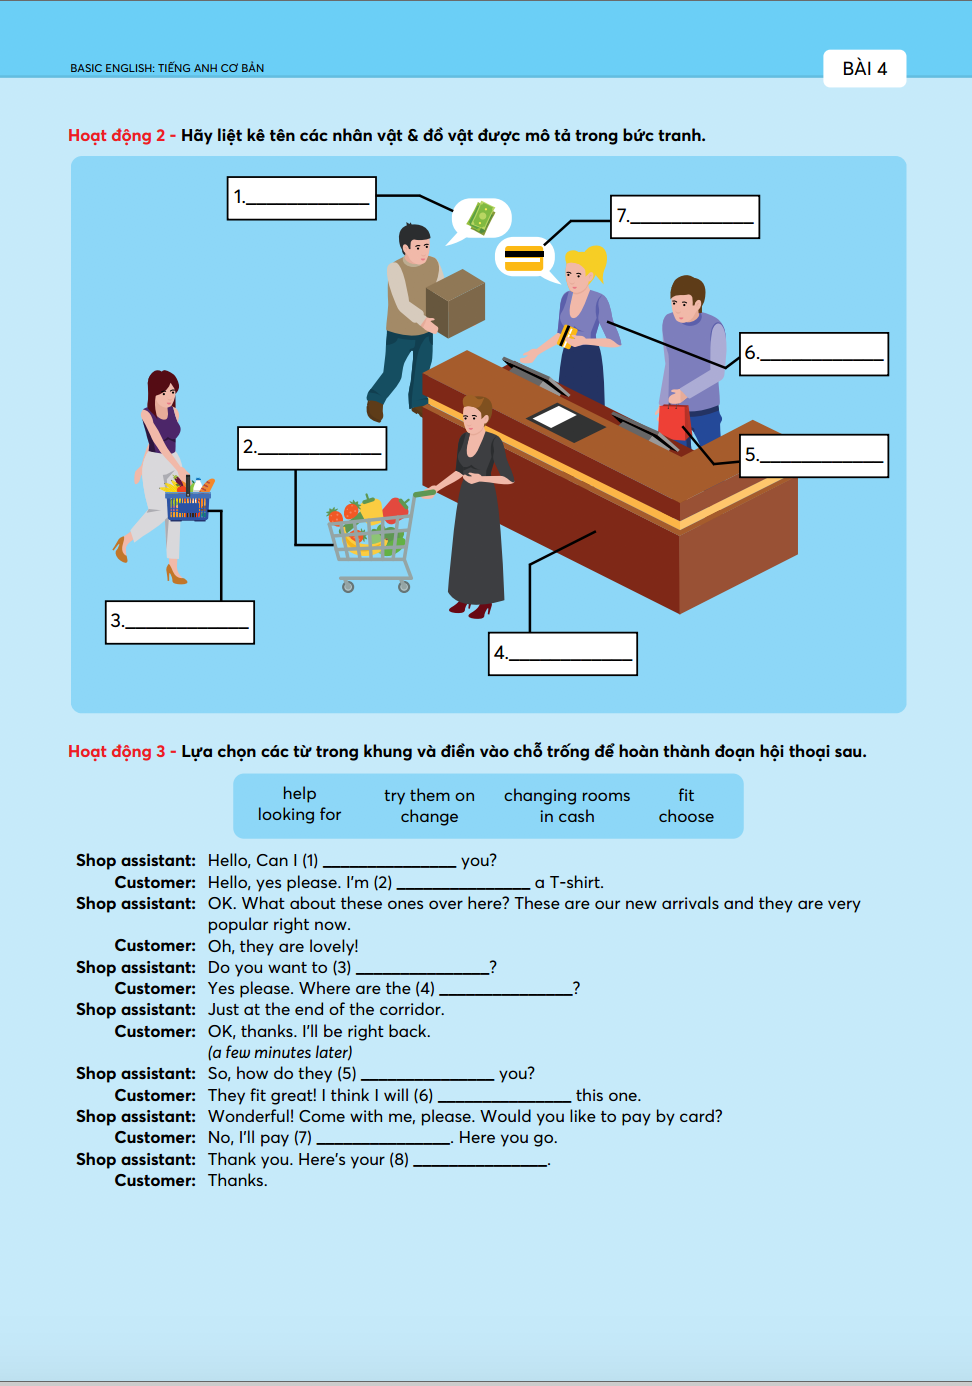 BASIC ENGLISH: TIẾNG ANH CƠ BẢN
BÀI 4
Hoạt động 2 - Hãy liệt kê tên các nhân vật & đồ vật được mô tả trong bức tranh.
1.______________
7.______________
6.______________
2.______________
5.______________
3.______________
4.______________
Hoạt động 3 - Lựa chọn các từ trong khung và điền vào chỗ trống để hoàn thành đoạn hội thoại sau.
help try them on changing rooms fit
looking for change in cash choose
Shop assistant: Hello, Can I (1) _______________ you?
Customer: Hello, yes please. I'm (2) _______________ a T-shirt.
Shop assistant: OK. What about these ones over here? These are our new arrivals and they are very
popular right now.
Customer: Oh, they are lovely!
Shop assistant: Do you want to (3) _______________?
Customer: Yes please. Where are the (4) _______________?
Shop assistant: Just at the end of the corridor.
Customer: OK, thanks. I'll be right back.
(a few minutes later)
Shop assistant: So, how do they (5) _______________ you?
Customer: They fit great! I think I will (6) _______________ this one.
Shop assistant: Wonderful! Come with me, please. Would you like to pay by card?
Customer: No, I'll pay (7) _______________. Here you go.
Shop assistant: Thank you. Here's your (8) _______________.
Customer: Thanks.